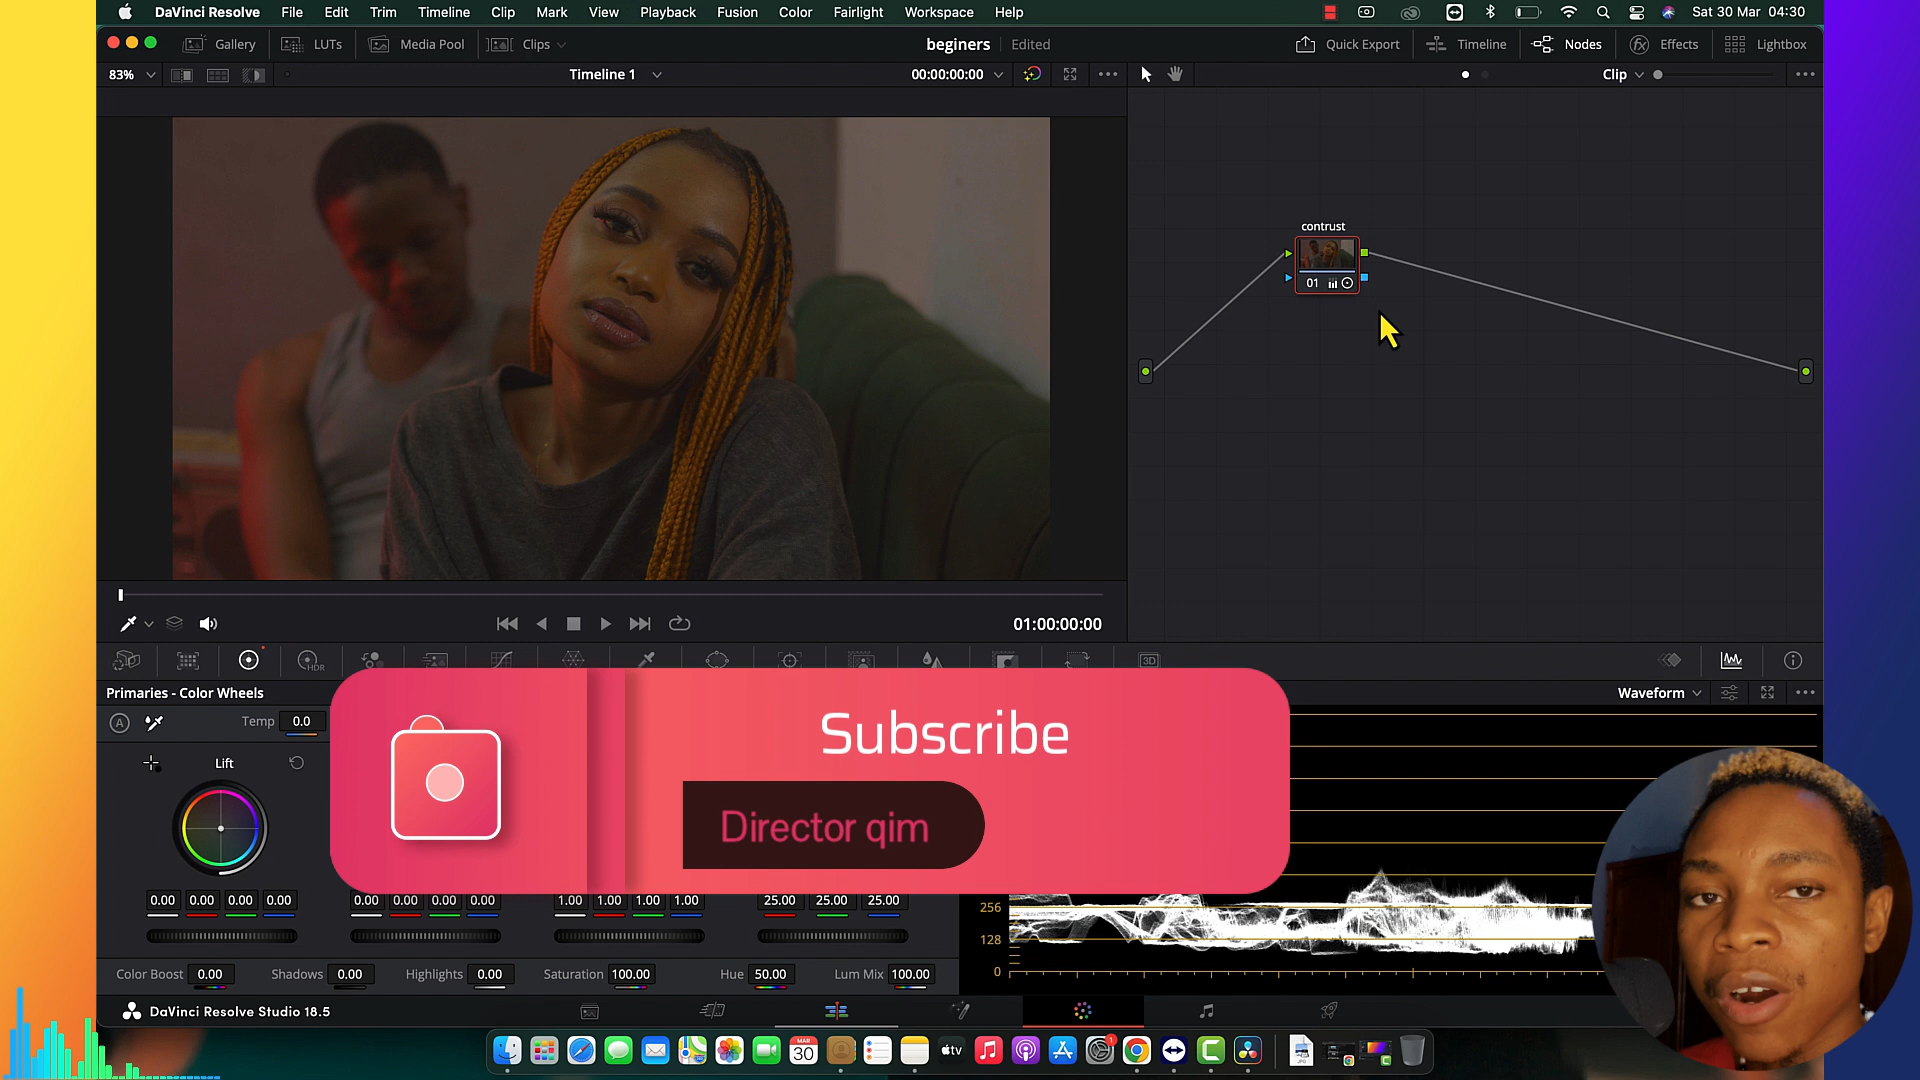 DaVinci Resolve File Edit Trim Timeline Clip Mark View Playback Fusion Color Fairlight Workspace Help Sat 30 Mar 04:30
Gallery LUTs Media Pool Clips beginers Edited Quick Export Timeline Nodes Effects Lightbox
83% Timeline 1 00:00:00:00 Clip
contrust
01
01:00:00:00
HDR
3D
Primaries - Color Wheels Waveform
A Temp 0.0
Subscribe
Lift
Director qim
0.00 0.00 0.00 0.00 0.00 0.00 0.00 0.00 1.00 1.00 1.00 1.00 25.00 25.00 25.00
256
128
0
Color Boost 0.00 Shadows 0.00 Highlights 0.00 Saturation 100.00 Hue 50.00 Lum Mix 100.00
DaVinci Resolve Studio 18.5
MAR
30
tv
1